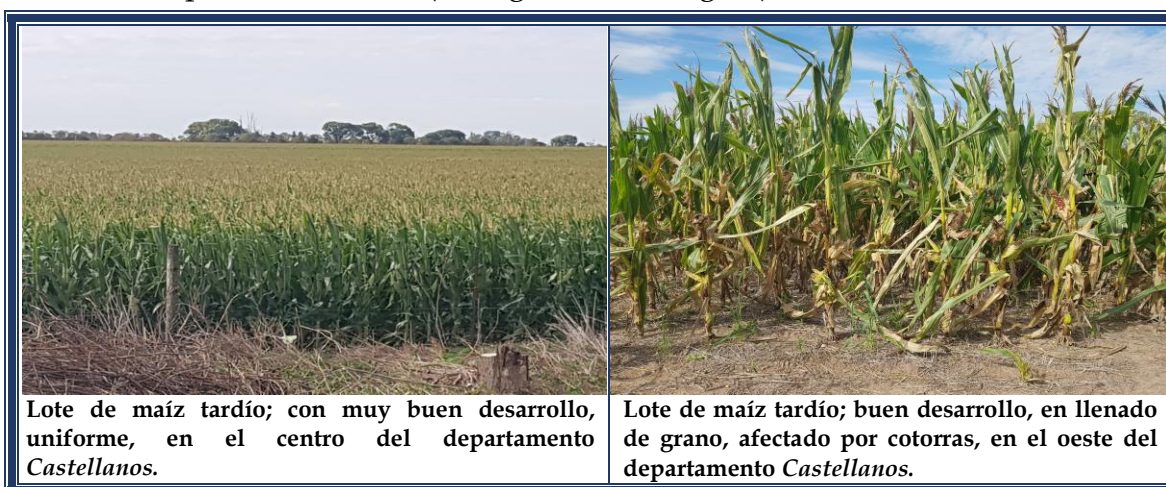 Lote de maíz tardío; con muy buen desarrollo,
uniforme, en el centro del departamento
Castellanos.
Lote de maíz tardío; buen desarrollo, en llenado
de grano, afectado por cotorras, en el oeste del
departamento Castellanos.